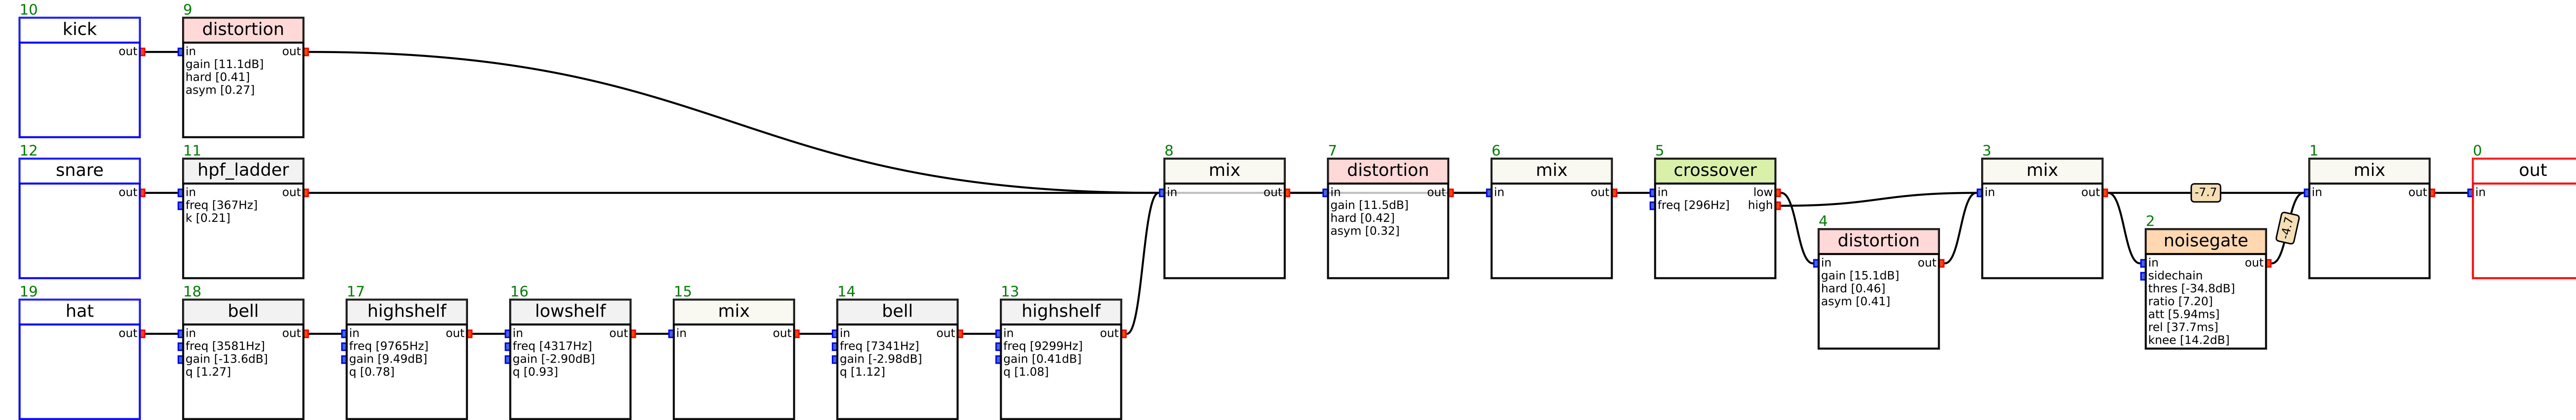 10
kick
out
9
distortion
in out
gain [11.1dB]
hard [0.41]
asym [0.27]
12
snare
out
11
hpf_ladder
in out
freq [367Hz]
k [0.21]
19
hat
out
18
bell
in out
freq [3581Hz]
gain [-13.6dB]
q [1.27]
17
highshelf
in out
freq [9765Hz]
gain [9.49dB]
q [0.78]
16
lowshelf
in out
freq [4317Hz]
gain [-2.90dB]
q [0.93]
15
mix
in out
14
bell
in out
freq [7341Hz]
gain [-2.98dB]
q [1.12]
13
highshelf
in out
freq [9299Hz]
gain [0.41dB]
q [1.08]
8
mix
in out
7
distortion
in out
gain [11.5dB]
hard [0.42]
asym [0.32]
6
mix
in out
5
crossover
in low
freq [296Hz] high
4
distortion
in out
gain [15.1dB]
hard [0.46]
asym [0.41]
3
mix
in out
-7.7
2
noisegate
in out
sidechain
thres [-34.8dB]
ratio [7.20]
att [5.94ms]
rel [37.7ms]
knee [14.2dB]
-4.7
1
mix
in out
0
out
in